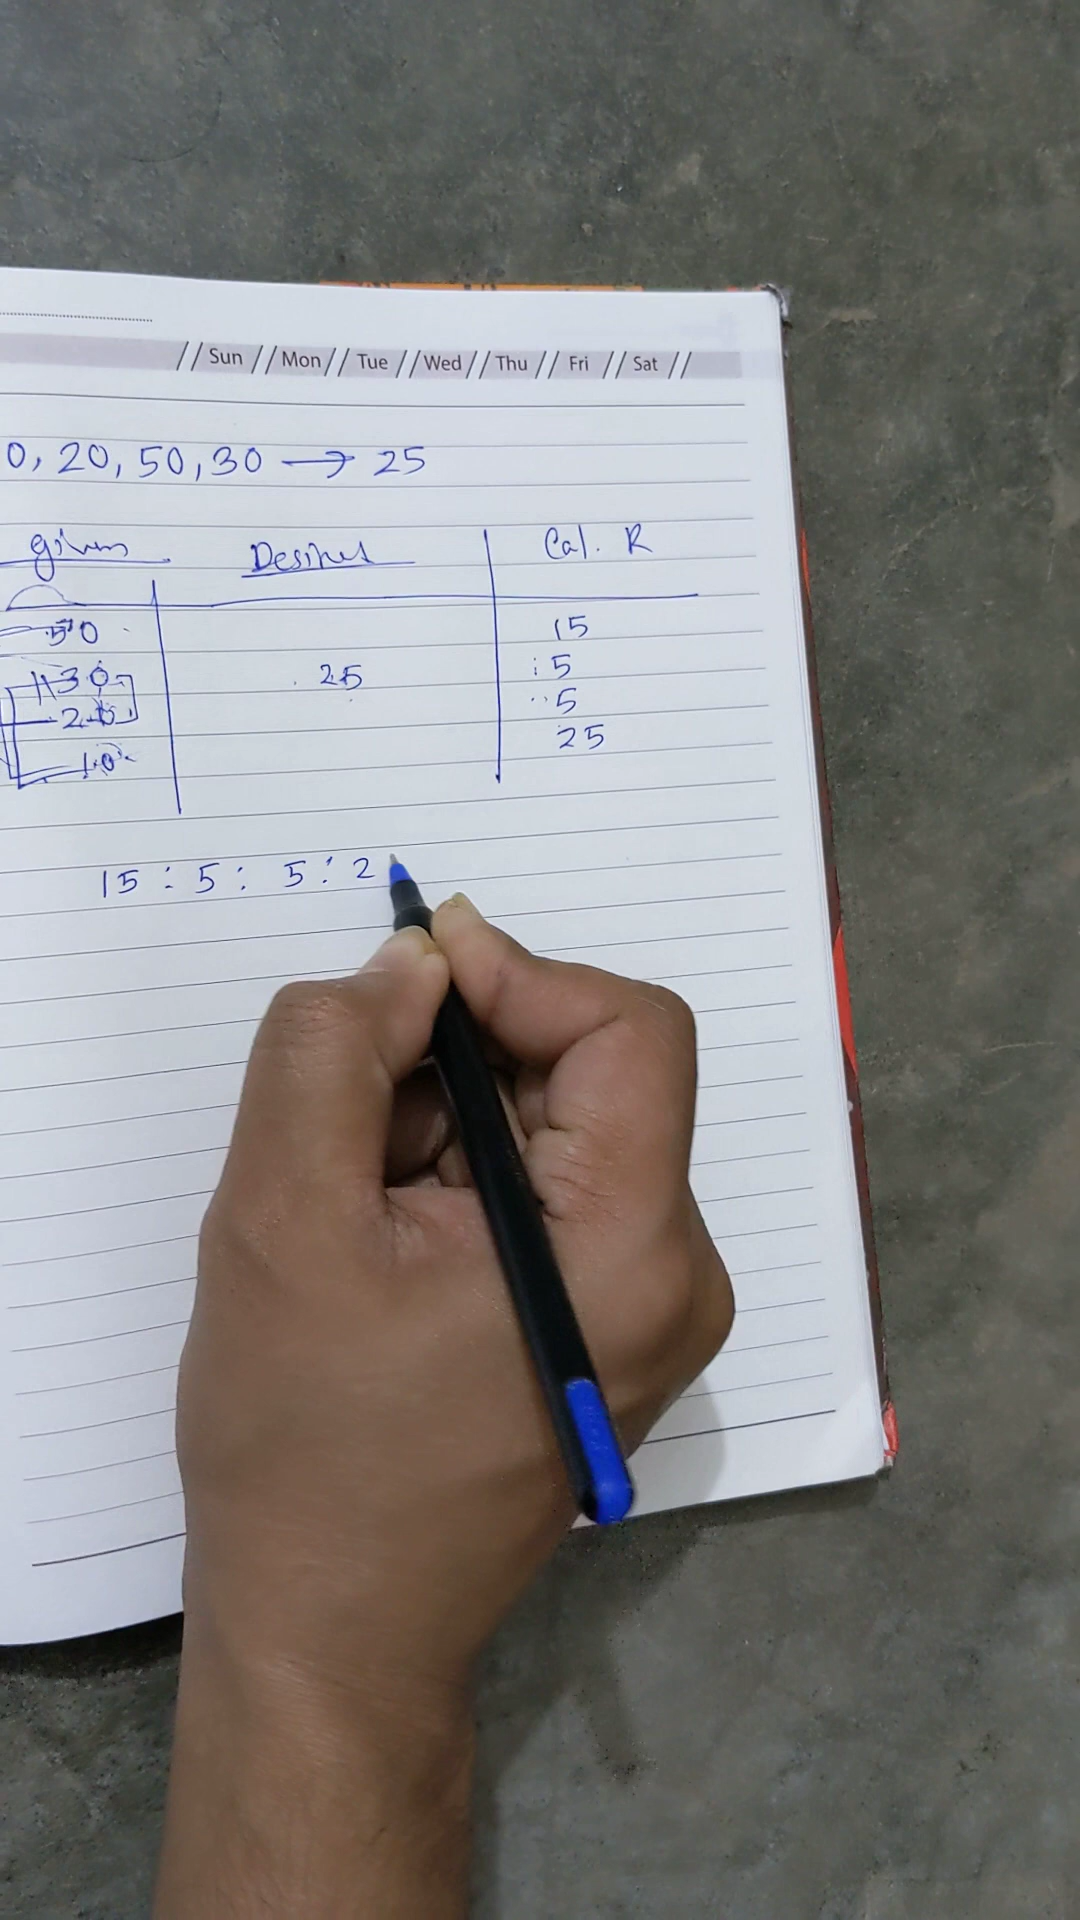 // Sun // Mon // Tue // Wed // Thu // Fri // Sat //
0, 20, 50, 30 → 25
given Desired Cal. R
50 15
30 25 : 5
20 : 5
10 25
15 : 5 : 5 : 2